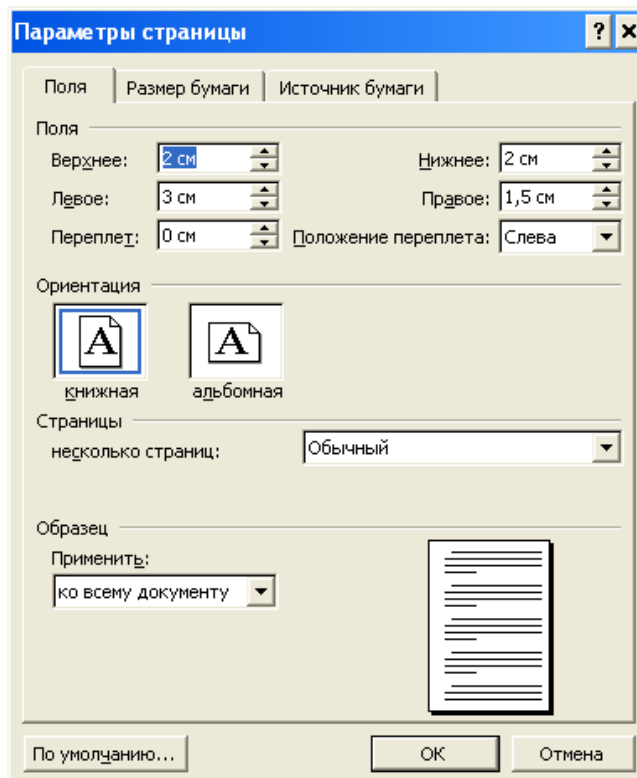 Параметры страницы
Поля Размер бумаги Источник бумаги
Поля
Верхнее: 2 см Нижнее: 2 см
Левое: 3 см Правое: 1,5 см
Переплет: 0 см Положение переплета: Слева
Ориентация
A A
книжная альбомная
Страницы
несколько страниц: Обычный
Образец
Применить:
ко всему документу
По умолчанию... ОК Отмена